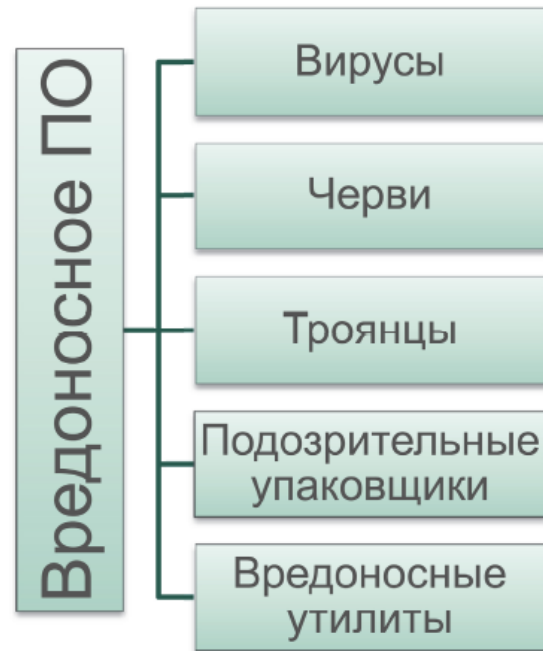 Вредоносное ПО
Вирусы
Черви
Троянцы
Подозрительные
упаковщики
Вредоносные
утилиты